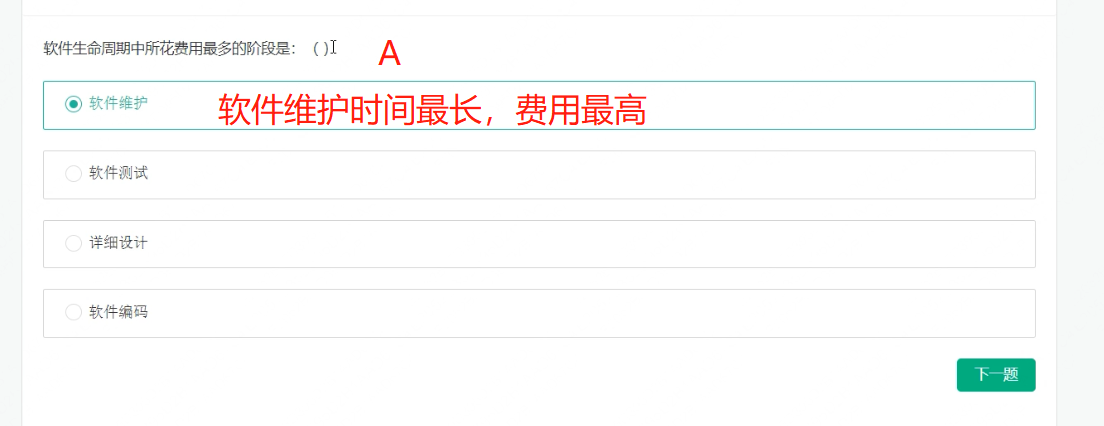 软件生命周期中所花费用最多的阶段是：（ ）
A
软件维护
软件维护时间最长，费用最高
软件测试
详细设计
软件编码
下一题